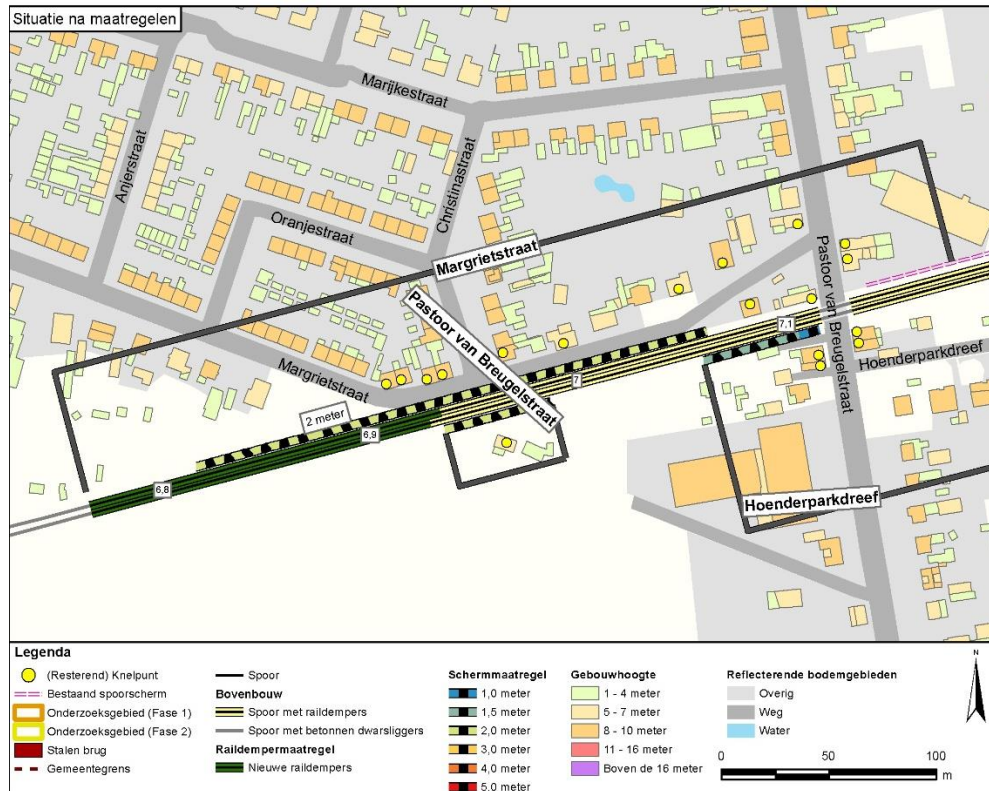 Situatie na maatregelen
Marijkestraat
Anjerstraat
Christinastraat
Oranjestraat
Margrietstraat
Pastoor van Breugelstraat
Pastoor van Breugelstraat
7,1
Hoenderparkdreef
7
Margrietstraat
2 meter
6,9
6,8
Hoenderparkdreef
Legenda
(Resterend) Knelpunt
Bestaand spoorscherm
Onderzoeksgebied (Fase 1)
Onderzoeksgebied (Fase 2)
Stalen brug
Gemeentegrens
Spoor
Bovenbouw
Spoor met raildempers
Spoor met betonnen dwarsliggers
Raildempermaatregel
Nieuwe raildempers
Schermmaatregel
1,0 meter
1,5 meter
2,0 meter
3,0 meter
4,0 meter
5,0 meter
Gebouwhoogte
1 - 4 meter
5 - 7 meter
8 - 10 meter
11 - 16 meter
Boven de 16 meter
Reflecterende bodemgebieden
Overig
Weg
Water
N
0 50 100
m